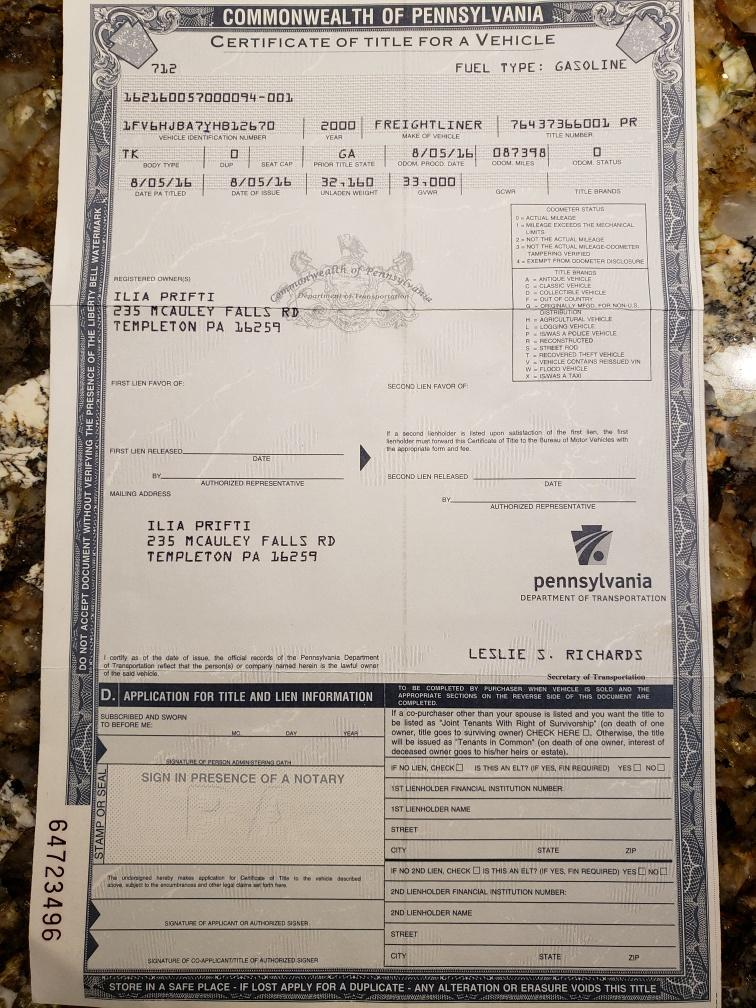 COMMONWEALTH OF PENNSYLVANIA
CERTIFICATE OF TITLE FOR A VEHICLE
712
FUEL TYPE: GASOLINE
162160057000094-001
1FV6HJBA7YHB12670 2000 FREIGHTLINER 76437366001 PR
VEHICLE IDENTIFICATION NUMBER YEAR MAKE OF VEHICLE TITLE NUMBER
TK 0 GA 8/05/16 087398 0
BODY TYPE DUP SEAT CAP PRIOR TITLE STATE ODOM. PROCD. DATE ODOM. MILES ODOM. STATUS
8/05/16 8/05/16 32,160 33,000
DATE PA TITLED DATE OF ISSUE UNLADEN WEIGHT GVWR GCWR TITLE BRANDS
ODOMETER STATUS
0 = ACTUAL MILEAGE
1 = MILEAGE EXCEEDS THE MECHANICAL
LIMITS
2 = NOT THE ACTUAL MILEAGE
3 = NOT THE ACTUAL MILEAGE-ODOMETER
TAMPERING VERIFIED
4 = EXEMPT FROM ODOMETER DISCLOSURE
TITLE BRANDS
A = ANTIQUE VEHICLE
C = CLASSIC VEHICLE
D = COLLECTIBLE VEHICLE
F = OUT OF COUNTRY
G = ORIGINALLY MFGD. FOR NON-U.S.
DISTRIBUTION
H = AGRICULTURAL VEHICLE
L = LOGGING VEHICLE
P = IS/WAS A POLICE VEHICLE
R = RECONSTRUCTED
S = STREET ROD
T = RECOVERED THEFT VEHICLE
V = VEHICLE CONTAINS REISSUED VIN
W = FLOOD VEHICLE
X = IS/WAS A TAXI
Commonwealth of Pennsylvania
Department of Transportation
REGISTERED OWNER(S)
ILIA PRIFTI
235 MCAULEY FALLS RD
TEMPLETON PA 16259
FIRST LIEN FAVOR OF:
SECOND LIEN FAVOR OF:
If a second lienholder is listed upon satisfaction of the first lien, the first
lienholder must forward this Certificate of Title to the Bureau of Motor Vehicles with
the appropriate form and fee.
FIRST LIEN RELEASED
DATE
BY
AUTHORIZED REPRESENTATIVE
SECOND LIEN RELEASED
DATE
BY
AUTHORIZED REPRESENTATIVE
MAILING ADDRESS
ILIA PRIFTI
235 MCAULEY FALLS RD
TEMPLETON PA 16259
pennsylvania
DEPARTMENT OF TRANSPORTATION
I certify as of the date of issue, the official records of the Pennsylvania Department
of Transportation reflect that the person(s) or company named herein is the lawful owner
of the said vehicle.
LESLIE S. RICHARDS
Secretary of Transportation
D. APPLICATION FOR TITLE AND LIEN INFORMATION
TO BE COMPLETED BY PURCHASER WHEN VEHICLE IS SOLD AND THE
APPROPRIATE SECTIONS ON THE REVERSE SIDE OF THIS DOCUMENT ARE
COMPLETED.
SUBSCRIBED AND SWORN
TO BEFORE ME:
MO. DAY YEAR
SIGNATURE OF PERSON ADMINISTERING OATH
STAMP OR SEAL
SIGN IN PRESENCE OF A NOTARY
The undersigned hereby makes application for Certificate of Title to the vehicle described
above, subject to the encumbrances and other legal claims set forth here.
SIGNATURE OF APPLICANT OR AUTHORIZED SIGNER
SIGNATURE OF CO-APPLICANT/TITLE OF AUTHORIZED SIGNER
If a co-purchaser other than your spouse is listed and you want the title to
be listed as "Joint Tenants With Right of Survivorship" (on death of one
owner, title goes to surviving owner) CHECK HERE ☐. Otherwise, the title
will be issued as "Tenants in Common" (on death of one owner, interest of
deceased owner goes to his/her heirs or estate).
IF NO LIEN, CHECK ☐ IS THIS AN ELT? (IF YES, FIN REQUIRED) YES ☐ NO ☐
1ST LIENHOLDER FINANCIAL INSTITUTION NUMBER
1ST LIENHOLDER NAME
STREET
CITY STATE ZIP
IF NO 2ND LIEN, CHECK ☐ IS THIS AN ELT? (IF YES, FIN REQUIRED) YES ☐ NO ☐
2ND LIENHOLDER FINANCIAL INSTITUTION NUMBER:
2ND LIENHOLDER NAME
STREET
CITY STATE ZIP
STORE IN A SAFE PLACE - IF LOST APPLY FOR A DUPLICATE - ANY ALTERATION OR ERASURE VOIDS THIS TITLE
DO NOT ACCEPT DOCUMENT WITHOUT VERIFYING THE PRESENCE OF THE LIBERTY BELL WATERMARK
64723496